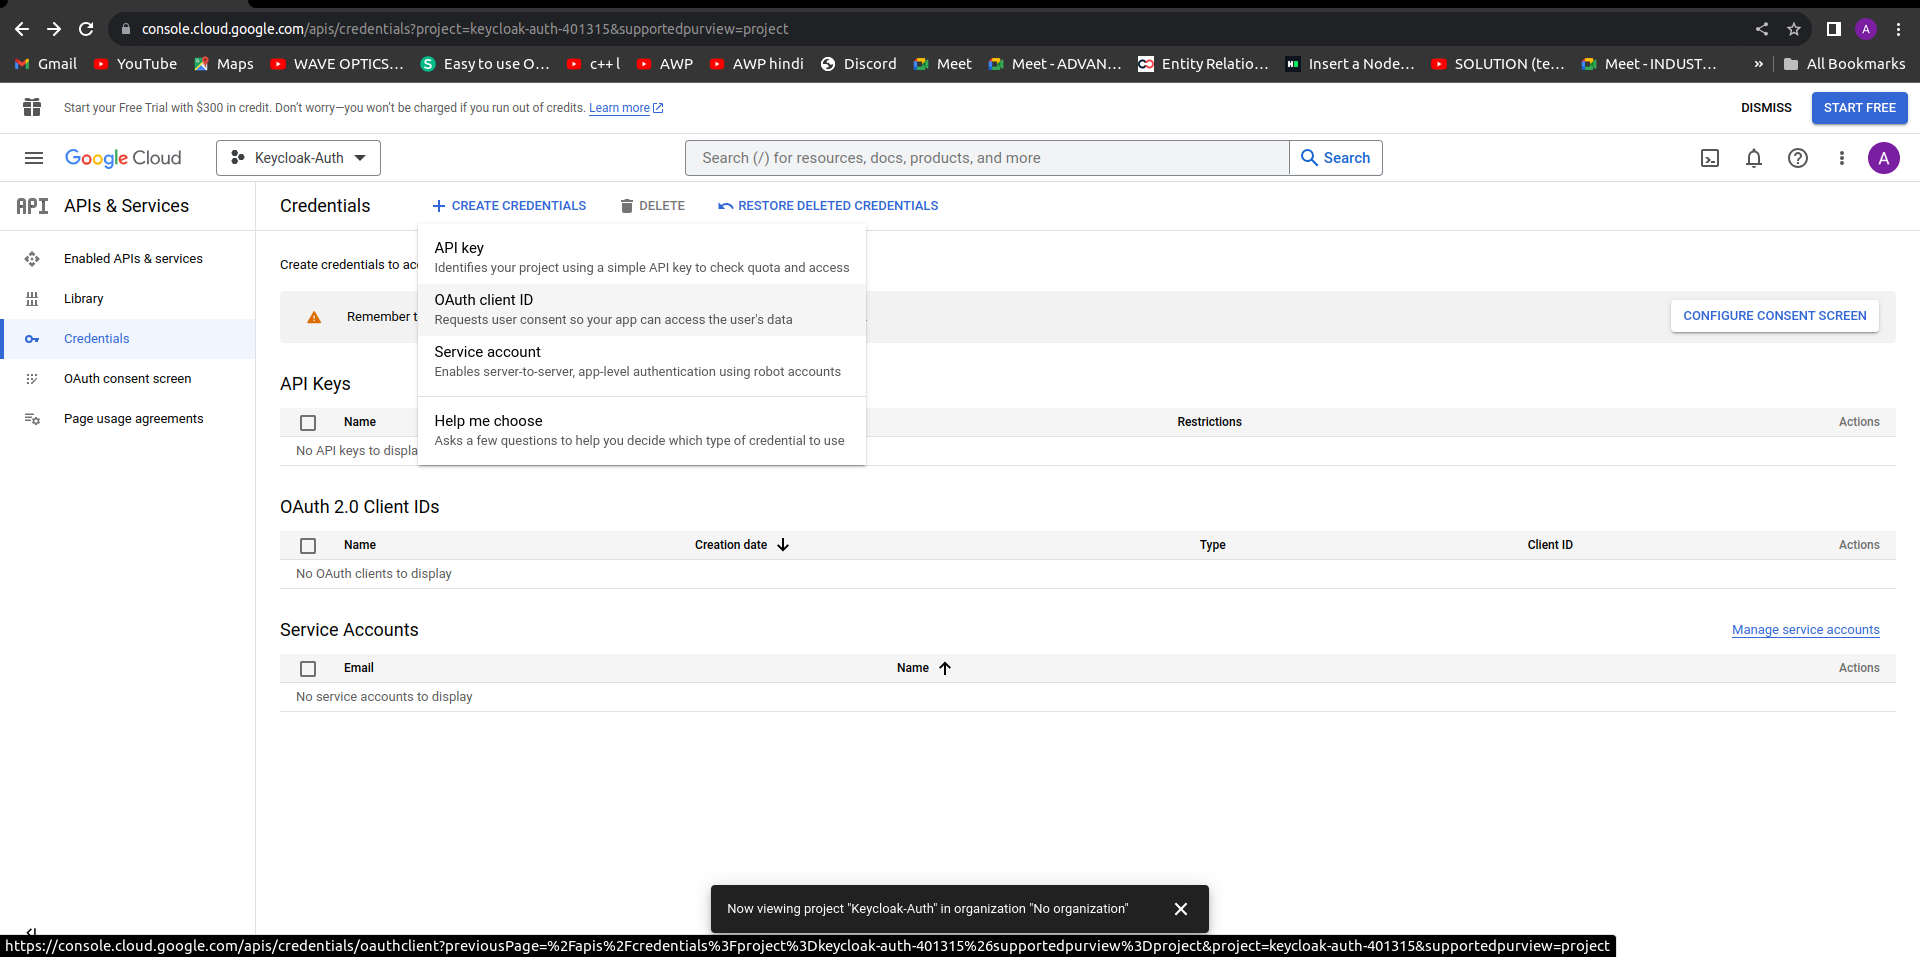 console.cloud.google.com/apis/credentials?project=keycloak-auth-401315&supportedpurview=project
A
Gmail YouTube Maps WAVE OPTICS... Easy to use O... c++ l AWP AWP hindi Discord Meet Meet - ADVAN... Entity Relatio... Insert a Node... SOLUTION (te... Meet - INDUST... » All Bookmarks
Start your Free Trial with $300 in credit. Don’t worry—you won’t be charged if you run out of credits. Learn more DISMISS START FREE
Google Cloud Keycloak-Auth Search (/) for resources, docs, products, and more Search A
API APIs & Services Credentials + CREATE CREDENTIALS DELETE RESTORE DELETED CREDENTIALS
Enabled APIs & services
Library
Credentials
OAuth consent screen
Page usage agreements
Create credentials to acc
Remember t
CONFIGURE CONSENT SCREEN
API key
Identifies your project using a simple API key to check quota and access
OAuth client ID
Requests user consent so your app can access the user's data
Service account
Enables server-to-server, app-level authentication using robot accounts
Help me choose
Asks a few questions to help you decide which type of credential to use
API Keys
Name Restrictions Actions
No API keys to displa
OAuth 2.0 Client IDs
Name Creation date Type Client ID Actions
No OAuth clients to display
Service Accounts Manage service accounts
Email Name Actions
No service accounts to display
Now viewing project "Keycloak-Auth" in organization "No organization"
https://console.cloud.google.com/apis/credentials/oauthclient?previousPage=%2Fapis%2Fcredentials%3Fproject%3Dkeycloak-auth-401315%26supportedpurview%3Dproject&project=keycloak-auth-401315&supportedpurview=project